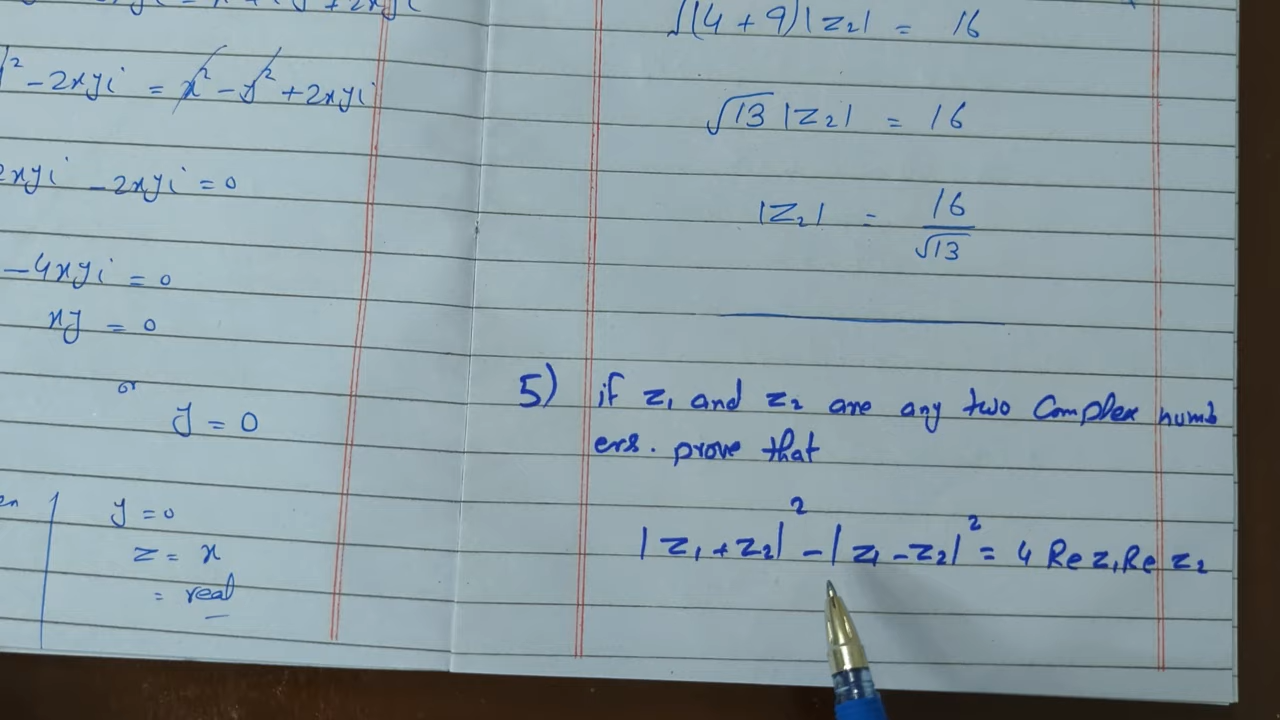 ² - 2xyi = x² - y² + 2xyi
2xyi - 2xyi = 0
-4xyi = 0
xy = 0
or
y = 0
y = 0
z = x
= real
√(4 + 9) |z₂| = 16
√13 |z₂| = 16
|z₂| = 16/√13
5) if z₁ and z₂ are any two Complex numb
ers. prove that
|z₁ + z₂|² - |z₁ - z₂|² = 4 Re z₁ Re z₂